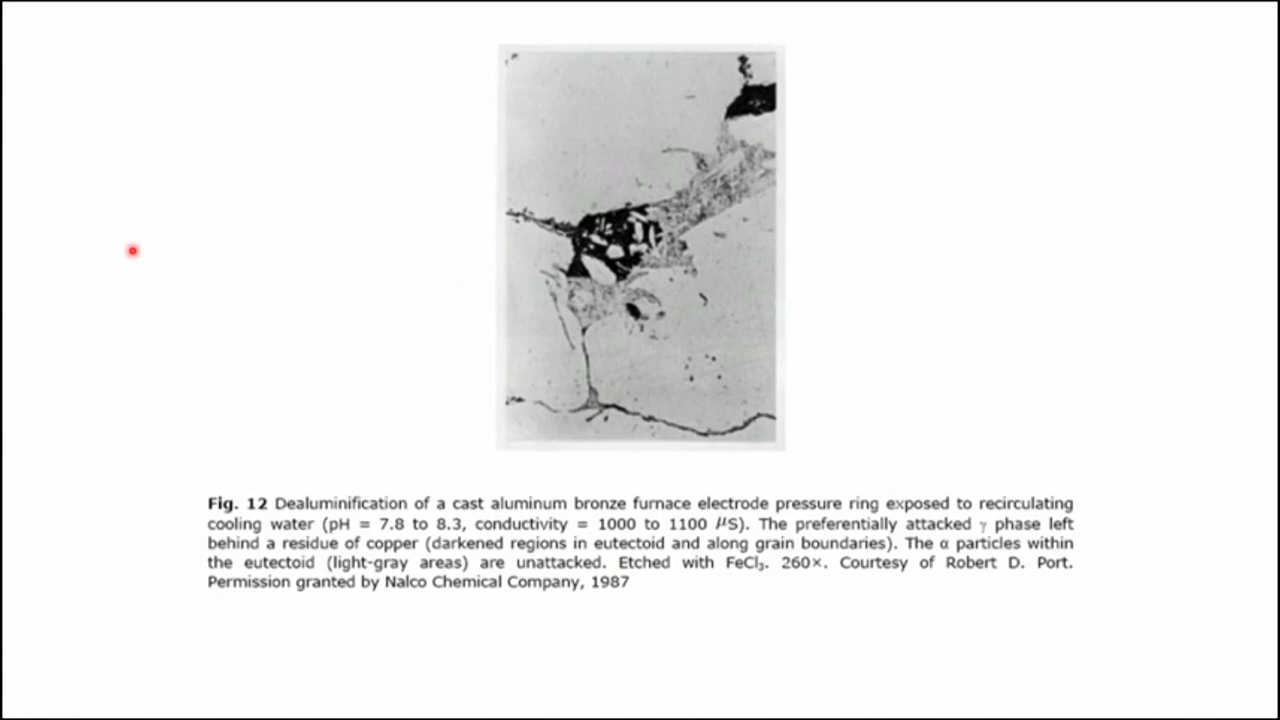 Fig. 12 Dealuminification of a cast aluminum bronze furnace electrode pressure ring exposed to recirculating
cooling water (pH = 7.8 to 8.3, conductivity = 1000 to 1100 μS). The preferentially attacked γ phase left
behind a residue of copper (darkened regions in eutectoid and along grain boundaries). The α particles within
the eutectoid (light-gray areas) are unattacked. Etched with FeCl₃. 260×. Courtesy of Robert D. Port.
Permission granted by Nalco Chemical Company, 1987